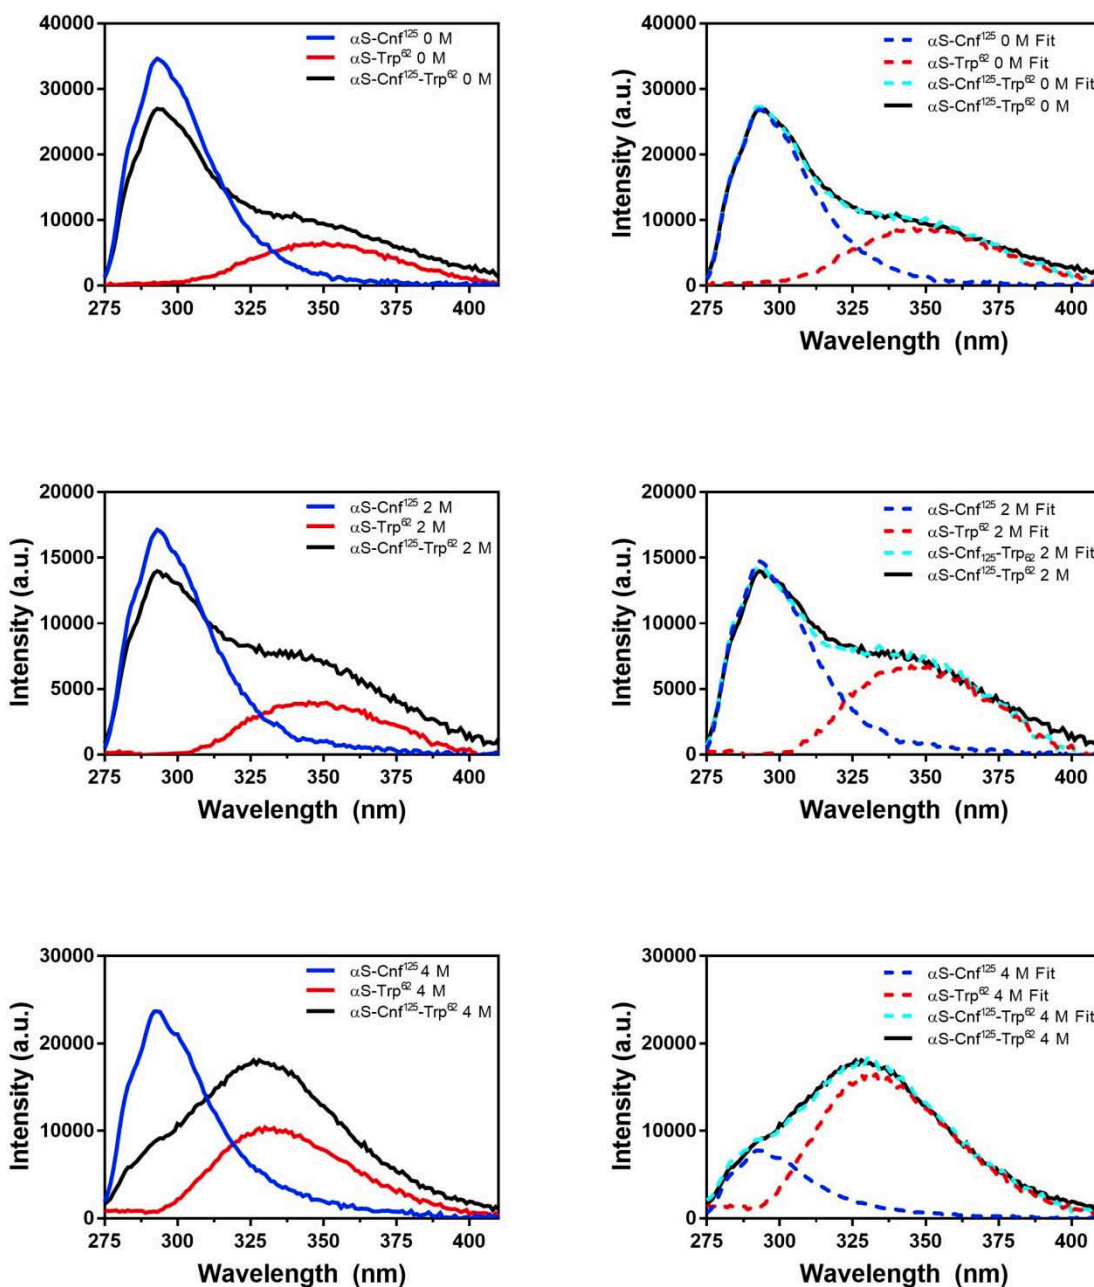 40000
30000
20000
10000
0
275 300 325 350 375 400
αS-Cnf¹²⁵ 0 M
αS-Trp⁶² 0 M
αS-Cnf¹²⁵-Trp⁶² 0 M
Intensity (a.u.)
40000
30000
20000
10000
0
275 300 325 350 375 400
Wavelength (nm)
αS-Cnf¹²⁵ 0 M Fit
αS-Trp⁶² 0 M Fit
αS-Cnf¹²⁵-Trp⁶² 0 M Fit
αS-Cnf¹²⁵-Trp⁶² 0 M
Intensity (a.u.)
20000
15000
10000
5000
0
275 300 325 350 375 400
Wavelength (nm)
αS-Cnf¹²⁵ 2 M
αS-Trp⁶² 2 M
αS-Cnf¹²⁵-Trp⁶² 2 M
Intensity (a.u.)
20000
15000
10000
5000
0
275 300 325 350 375 400
Wavelength (nm)
αS-Cnf¹²⁵ 2 M Fit
αS-Trp⁶² 2 M Fit
αS-Cnf₁₂₅-Trp₆₂ 2 M Fit
αS-Cnf¹²⁵-Trp⁶² 2 M
Intensity (a.u.)
30000
20000
10000
0
275 300 325 350 375 400
Wavelength (nm)
αS-Cnf¹²⁵ 4 M
αS-Trp⁶² 4 M
αS-Cnf¹²⁵-Trp⁶² 4 M
Intensity (a.u.)
30000
20000
10000
0
275 300 325 350 375 400
Wavelength (nm)
αS-Cnf¹²⁵ 4 M Fit
αS-Trp⁶² 4 M Fit
αS-Cnf¹²⁵-Trp⁶² 4 M Fit
αS-Cnf¹²⁵-Trp⁶² 4 M